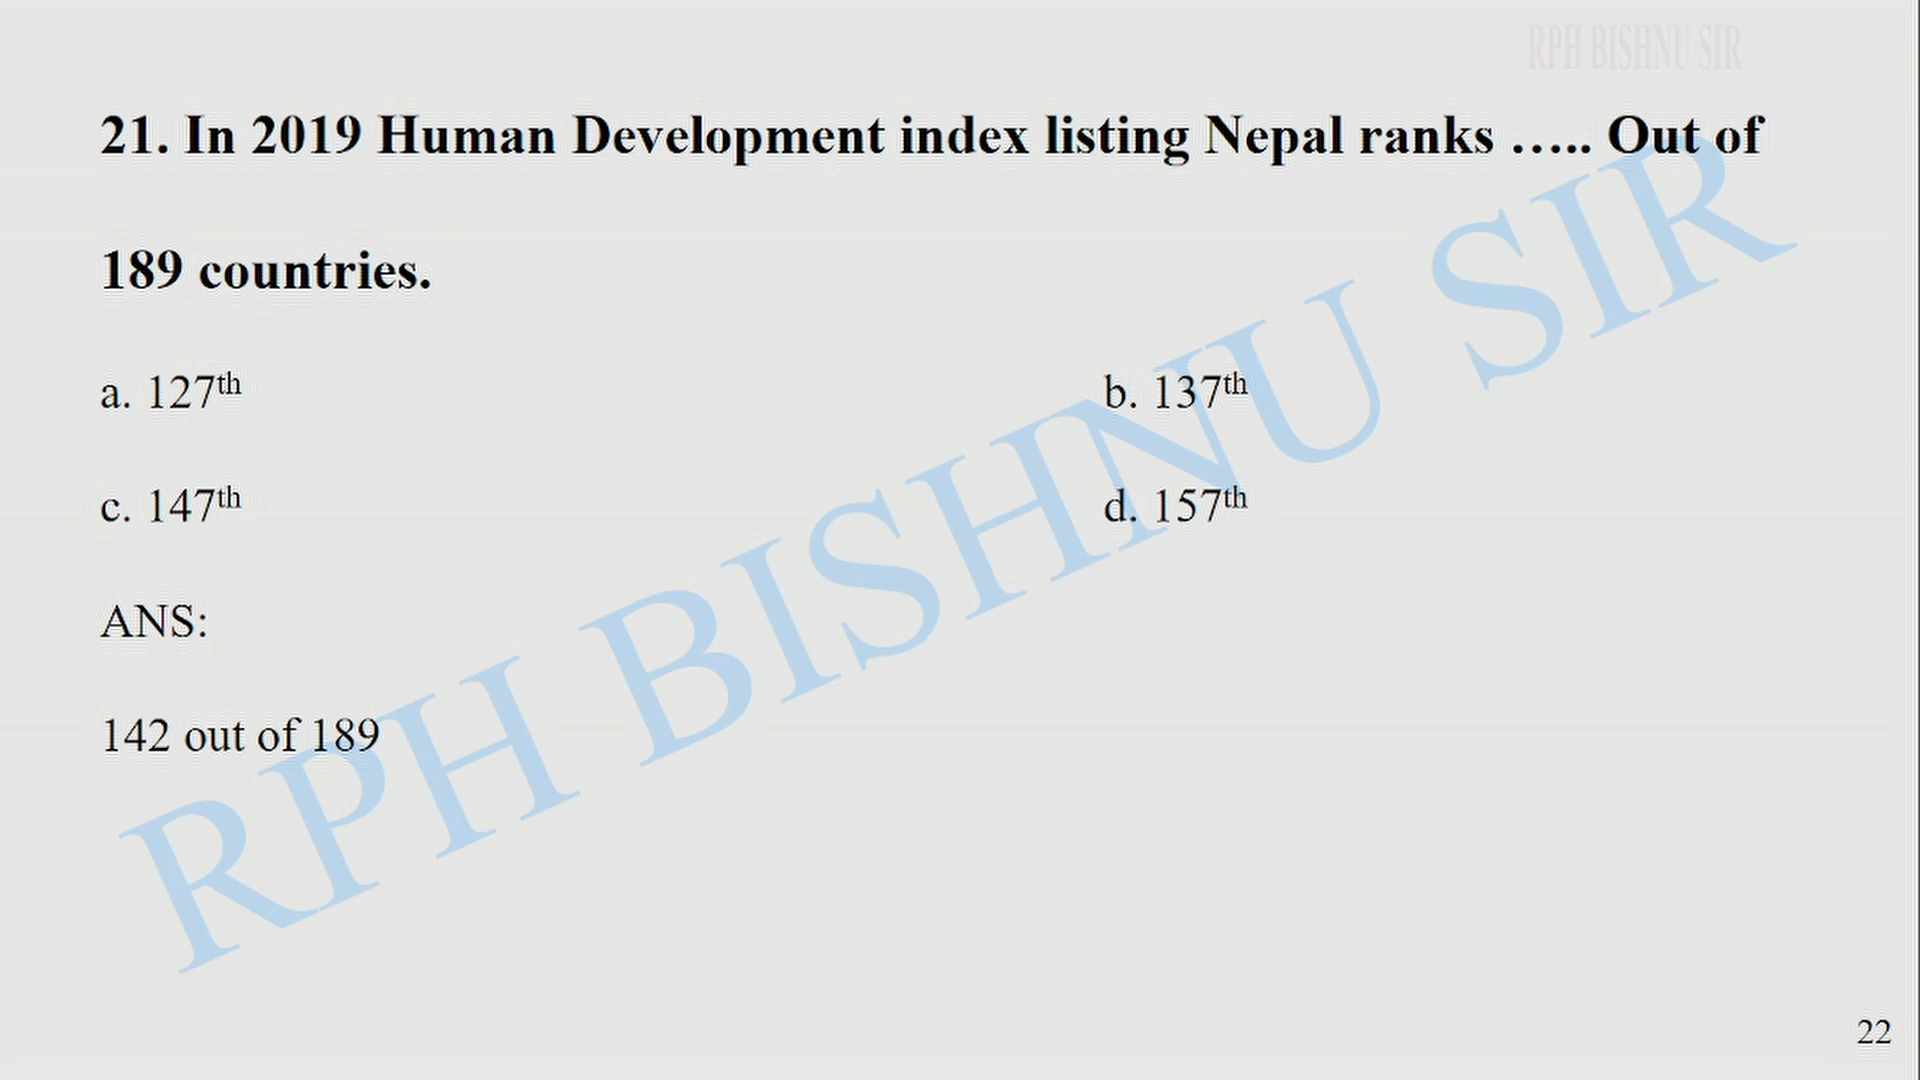 RPH BISHNU SIR
21. In 2019 Human Development index listing Nepal ranks ….. Out of
189 countries.
a. 127th
b. 137th
c. 147th
d. 157th
ANS:
142 out of 189
RPH BISHNU SIR
22